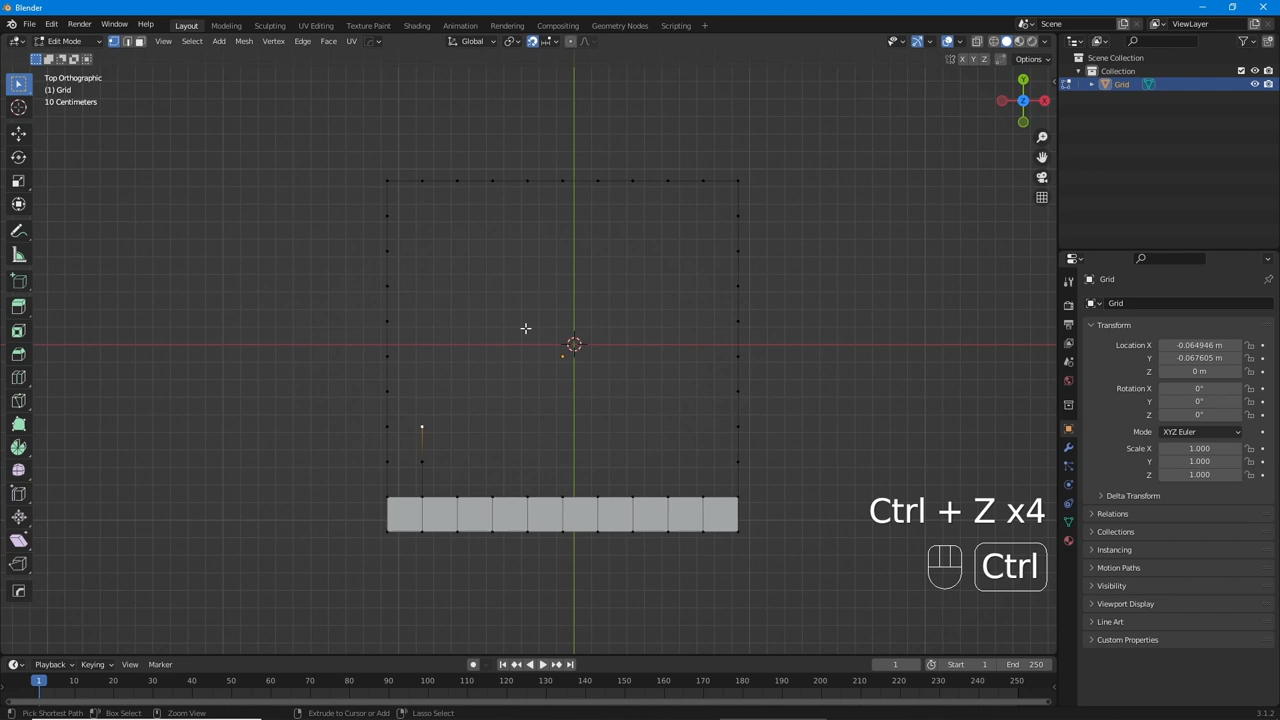 Blender
File Edit Render Window Help Layout Modeling Sculpting UV Editing Texture Paint Shading Animation Rendering Compositing Geometry Nodes Scripting + Scene ViewLayer
Edit Mode View Select Add Mesh Vertex Edge Face UV Global
X Y Z Options
Scene Collection
Collection
Grid
Top Orthographic
(1) Grid
10 Centimeters
Y
Z X
Grid
Grid
Transform
Location X -0.064946 m
Y -0.067605 m
Z 0 m
Rotation X 0°
Y 0°
Z 0°
Mode XYZ Euler
Scale X 1.000
Y 1.000
Z 1.000
Delta Transform
Relations
Collections
Instancing
Motion Paths
Visibility
Viewport Display
Line Art
Custom Properties
Ctrl + Z x4
Ctrl
Playback Keying View Marker 1 Start 1 End 250
1 10 20 30 40 50 60 70 80 90 100 110 120 130 140 150 160 170 180 190 200 210 220 230 240 250
Pick Shortest Path Box Select Zoom View Extrude to Cursor or Add Lasso Select 3.1.2